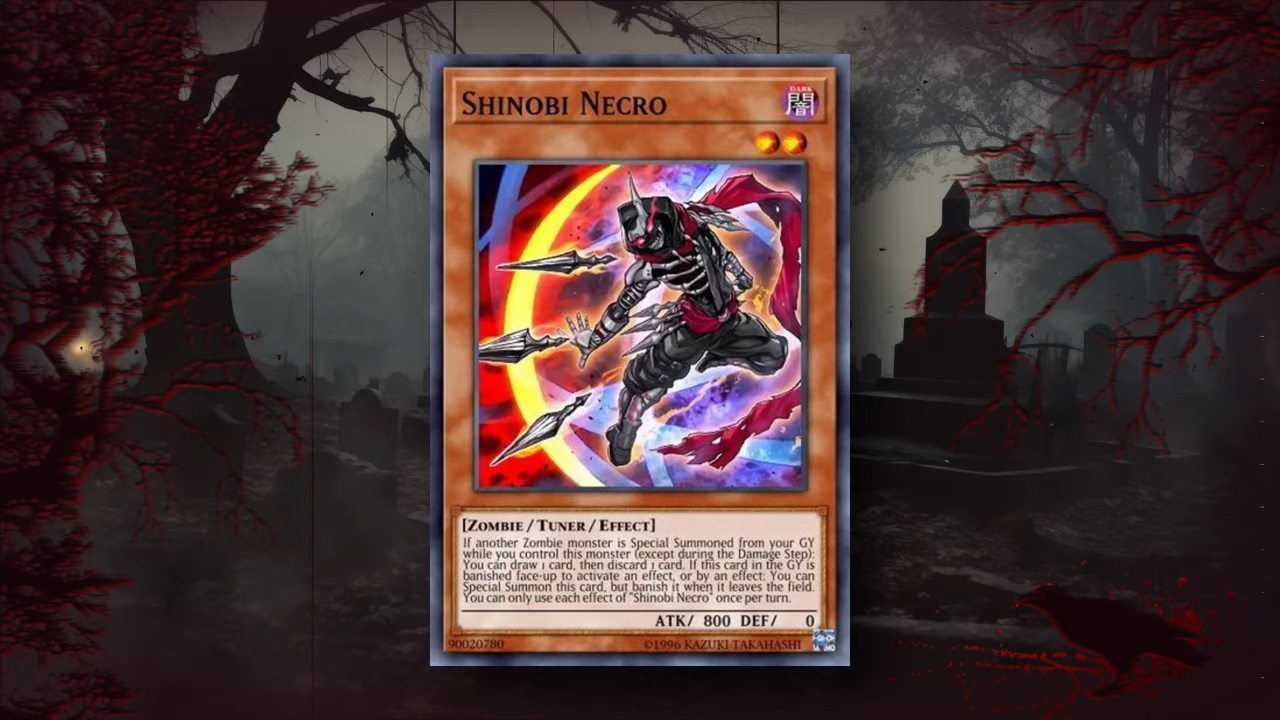 Shinobi Necro
DARK
闇
[Zombie / Tuner / Effect]
If another Zombie monster is Special Summoned from your GY
while you control this monster (except during the Damage Step):
You can draw 1 card, then discard 1 card. If this card in the GY is
banished face-up to activate an effect, or by an effect: You can
Special Summon this card, but banish it when it leaves the field.
You can only use each effect of "Shinobi Necro" once per turn.
ATK/ 800 DEF/ 0
90020780 ©1996 KAZUKI TAKAHASHI